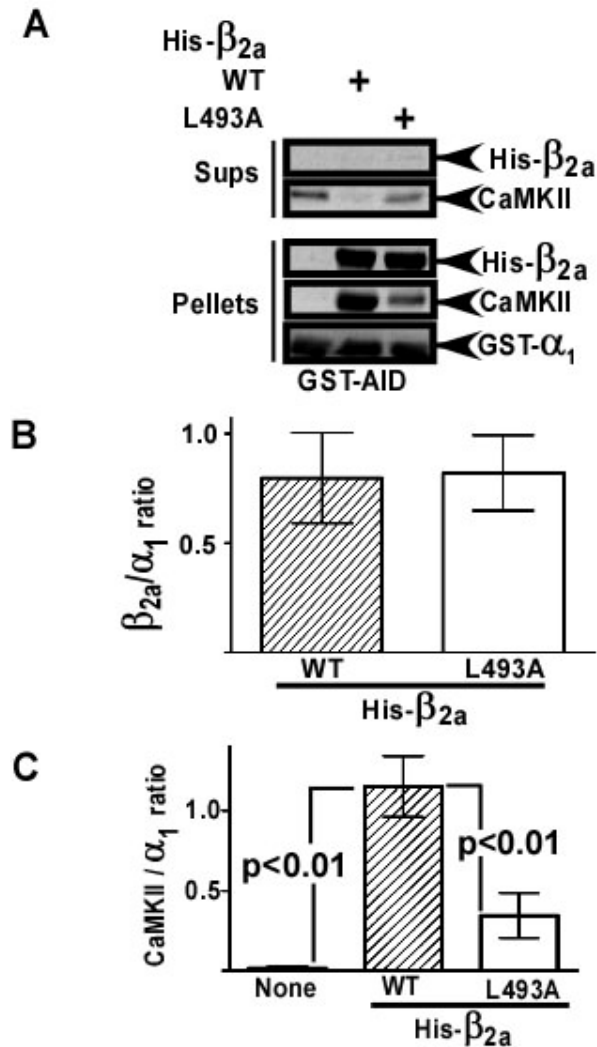 A
His-β2a
WT +
L493A +
Sups
His-β2a
CaMKII
Pellets
His-β2a
CaMKII
GST-α1
GST-AID
B
β2a/α1 ratio
1.0
0.5
WT L493A
His-β2a
C
CaMKII / α1 ratio
1.0
0.5
p<0.01
p<0.01
None WT L493A
His-β2a